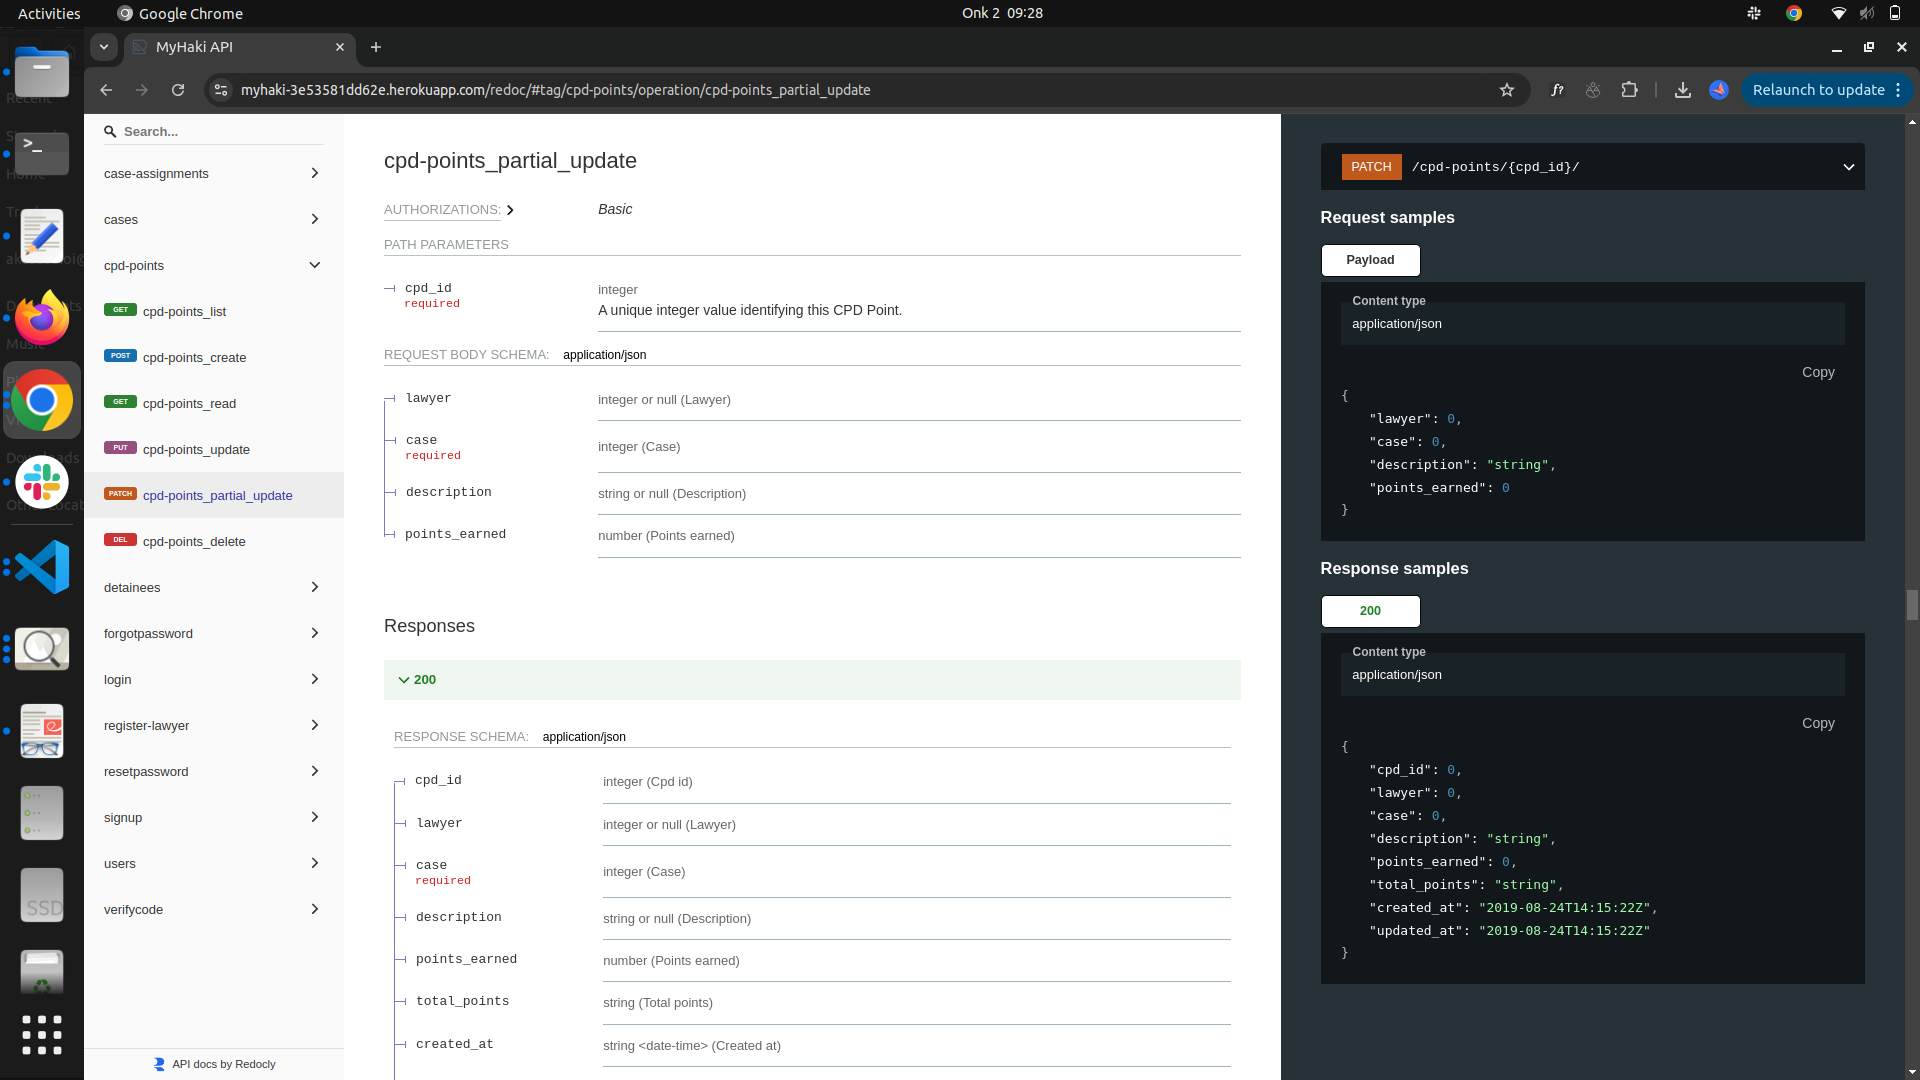 Activities
Google Chrome
Onk 2 09:28
MyHaki API
myhaki-3e53581dd62e.herokuapp.com/redoc/#tag/cpd-points/operation/cpd-points_partial_update
f?
Relaunch to update
Search...
case-assignments
cases
cpd-points
GET cpd-points_list
POST cpd-points_create
GET cpd-points_read
PUT cpd-points_update
PATCH cpd-points_partial_update
DEL cpd-points_delete
detainees
forgotpassword
login
register-lawyer
resetpassword
signup
users
verifycode
API docs by Redocly
cpd-points_partial_update
AUTHORIZATIONS: Basic
PATH PARAMETERS
cpd_id integer
required
A unique integer value identifying this CPD Point.
REQUEST BODY SCHEMA: application/json
lawyer integer or null (Lawyer)
case integer (Case)
required
description string or null (Description)
points_earned number (Points earned)
Responses
200
RESPONSE SCHEMA: application/json
cpd_id integer (Cpd id)
lawyer integer or null (Lawyer)
case integer (Case)
required
description string or null (Description)
points_earned number (Points earned)
total_points string (Total points)
created_at string <date-time> (Created at)
PATCH /cpd-points/{cpd_id}/
Request samples
Payload
Content type
application/json
Copy
{
"lawyer": 0,
"case": 0,
"description": "string",
"points_earned": 0
}
Response samples
200
Content type
application/json
Copy
{
"cpd_id": 0,
"lawyer": 0,
"case": 0,
"description": "string",
"points_earned": 0,
"total_points": "string",
"created_at": "2019-08-24T14:15:22Z",
"updated_at": "2019-08-24T14:15:22Z"
}
SSD